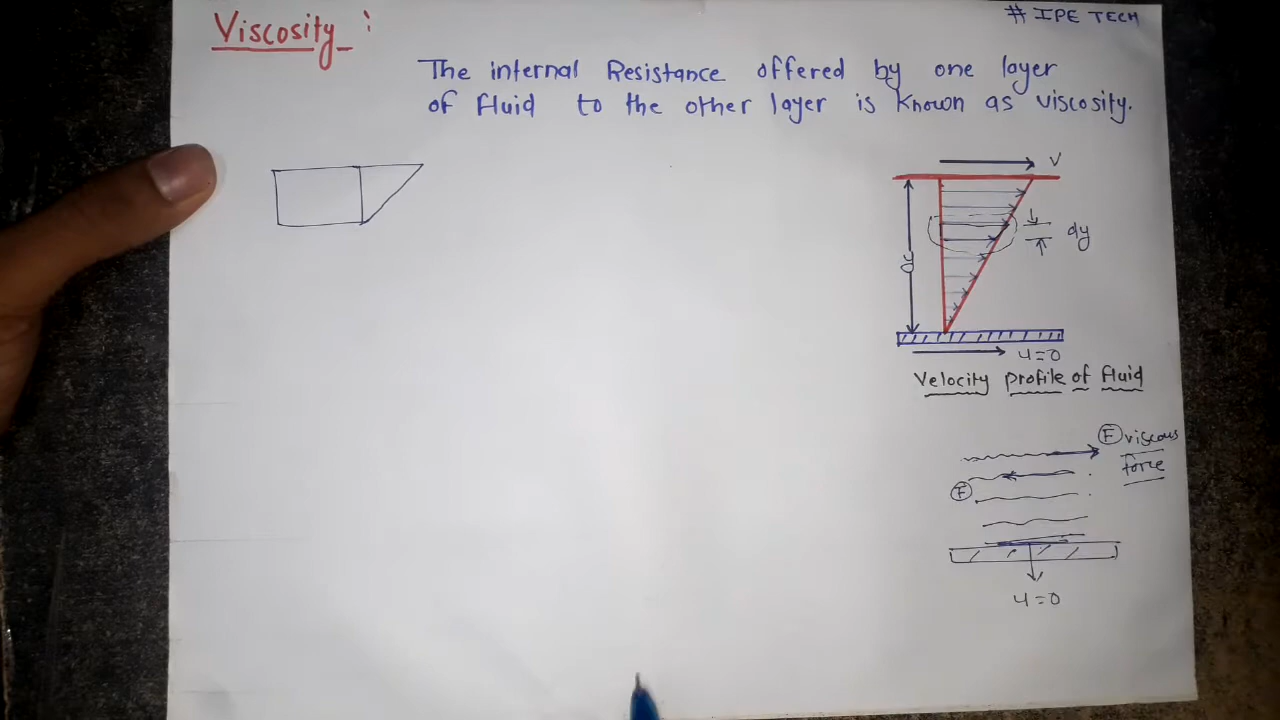 Viscosity :
# IPE TECH
The internal Resistance offered by one layer
of fluid to the other layer is known as viscosity.
V
dy
y
u=0
Velocity profile of fluid
F viscous
force
F
u=0